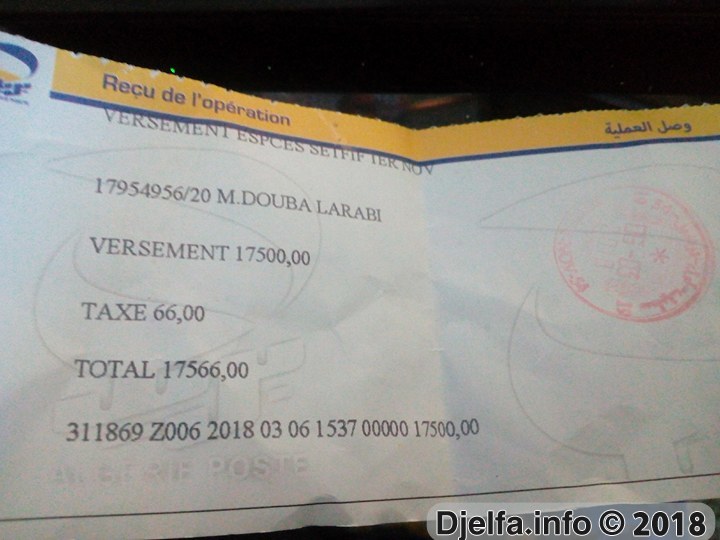 Reçu de l'opération
وصل العملية
VERSEMENT ESPCES SETFIF 1ER NOV
17954956/20 M.DOUBA LARABI
VERSEMENT 17500,00
TAXE 66,00
TOTAL 17566,00
311869 Z006 2018 03 06 1537 00000 17500,00
ALGERIE POSTE
Djelfa.info © 2018